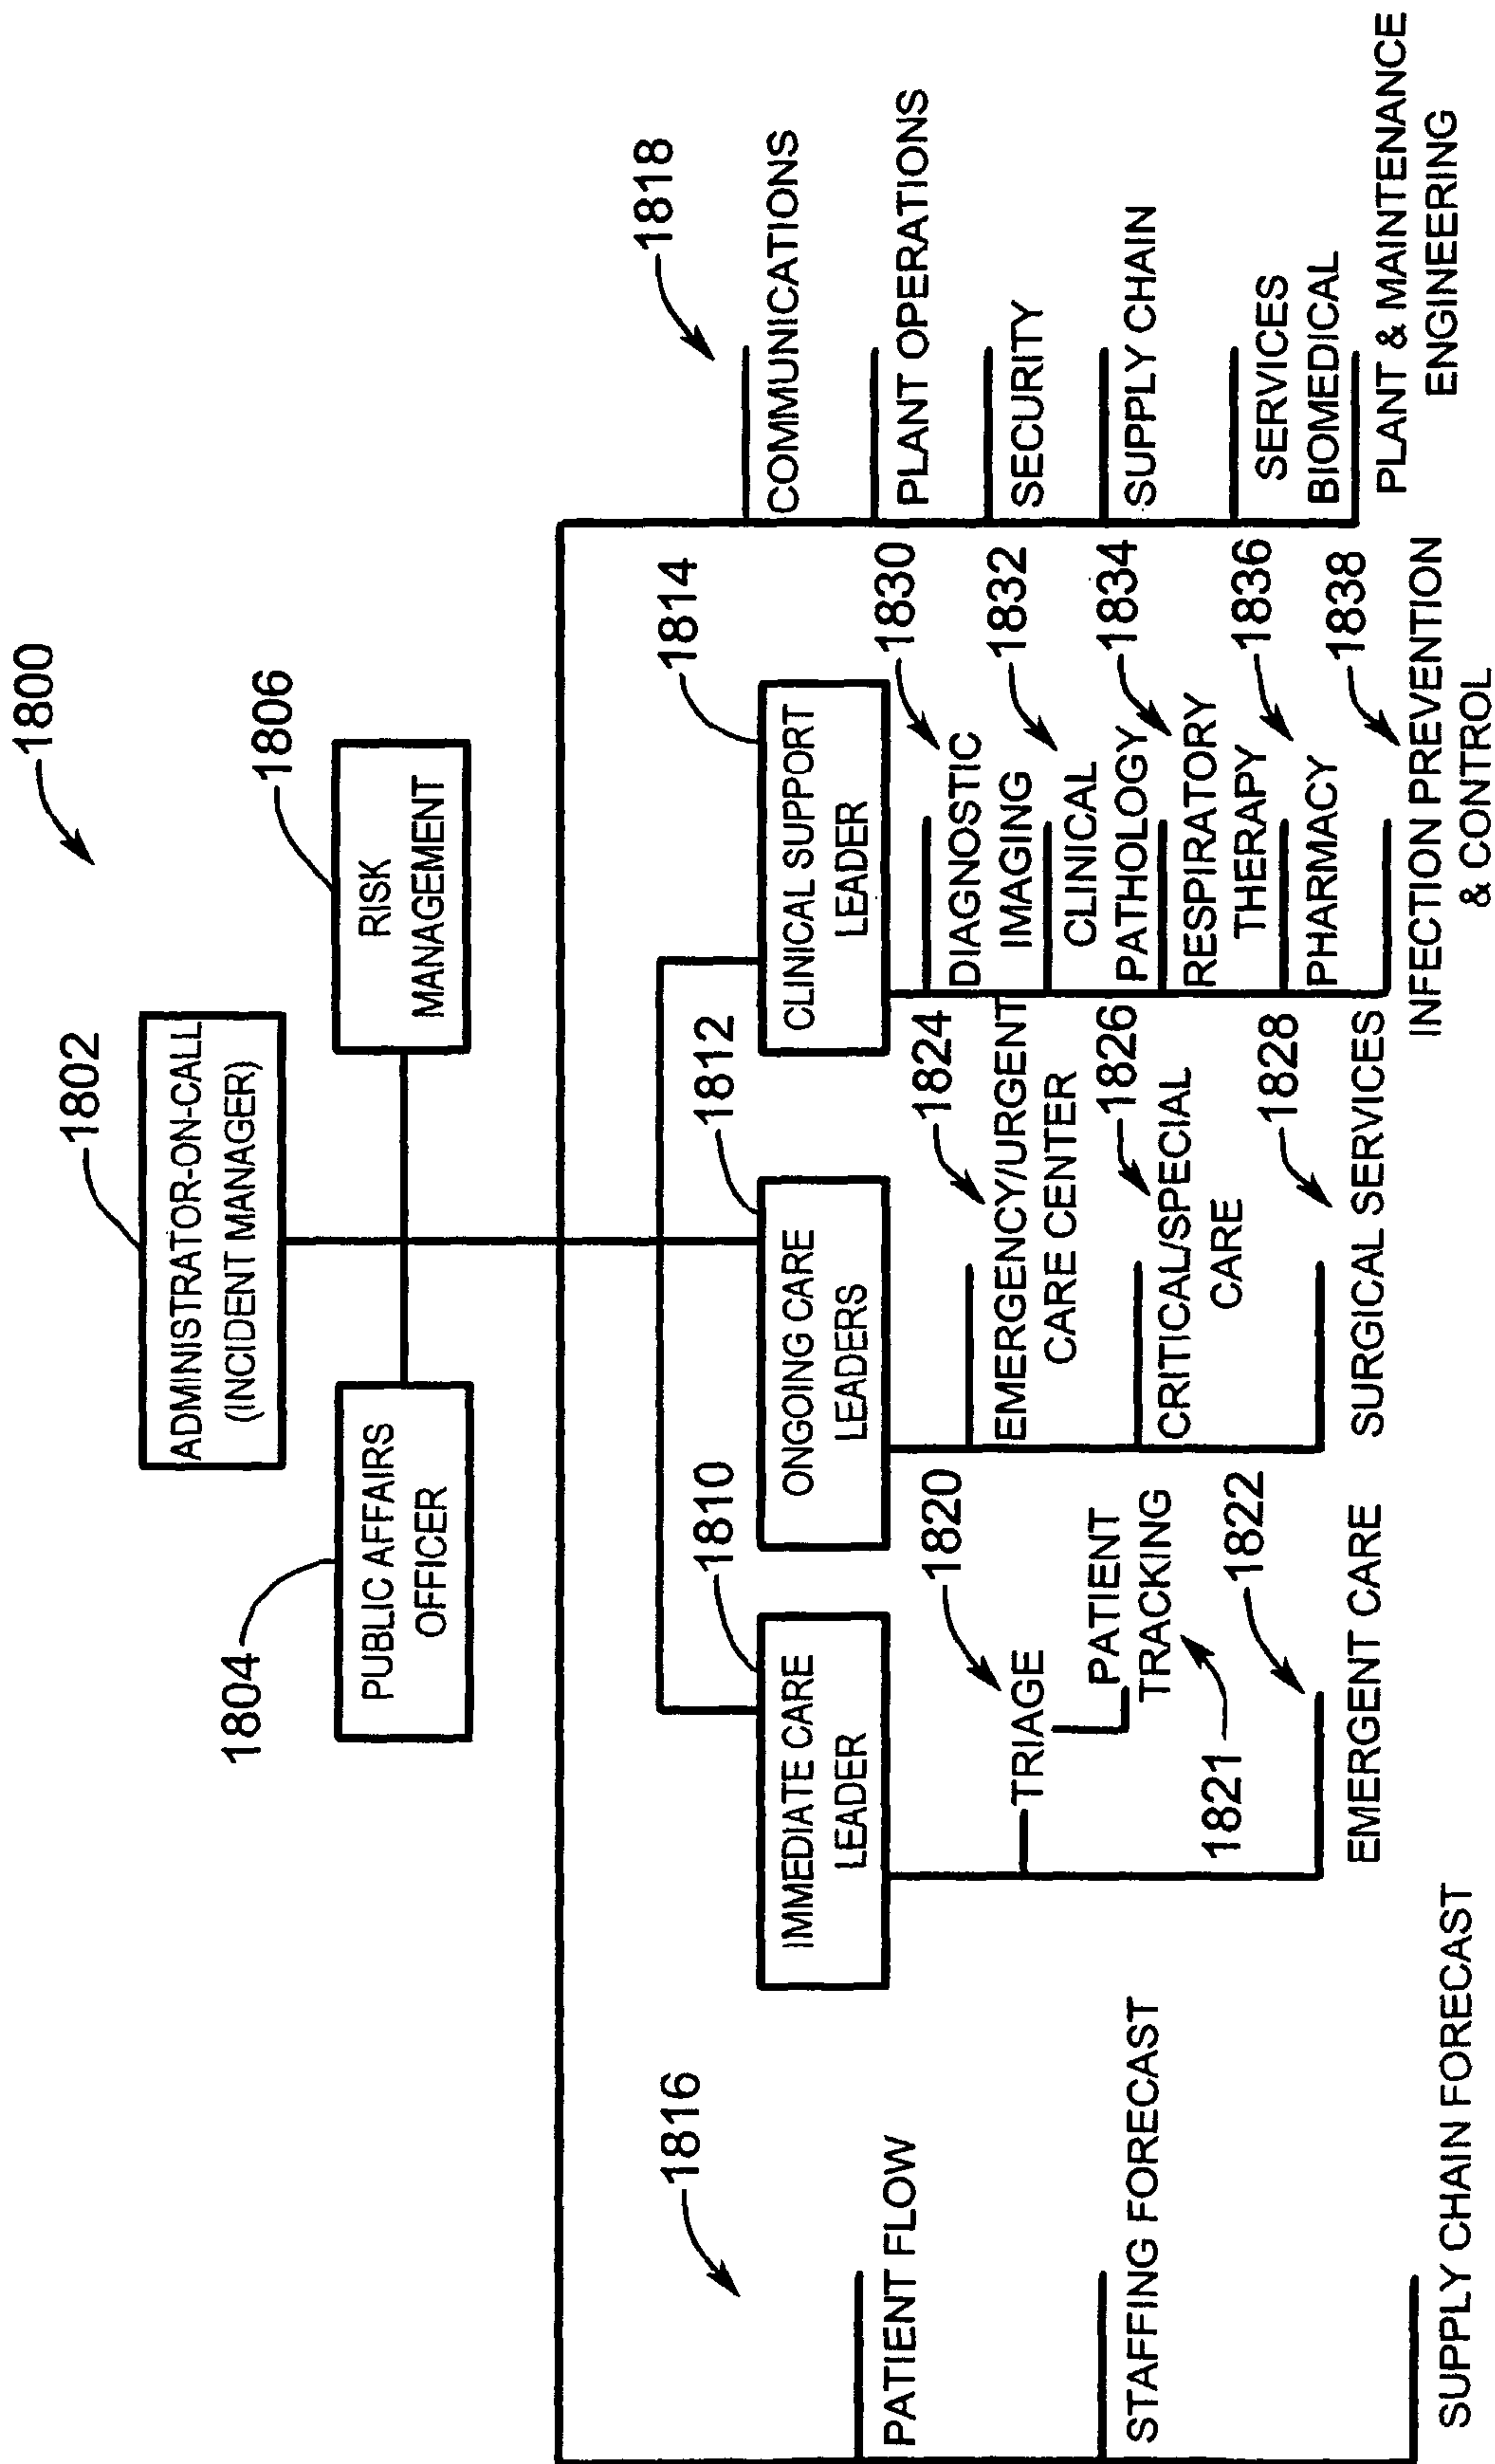 1800
1802
ADMINISTRATOR-ON-CALL
(INCIDENT MANAGER)
1804
PUBLIC AFFAIRS
OFFICER
1806
RISK
MANAGEMENT
1810
IMMEDIATE CARE
LEADER
1812
ONGOING CARE
LEADERS
1814
CLINICAL SUPPORT
LEADER
1816
PATIENT FLOW
STAFFING FORECAST
SUPPLY CHAIN FORECAST
1820
TRIAGE
PATIENT
TRACKING
1821
1822
EMERGENT CARE
1824
EMERGENCY/URGENT
CARE CENTER
1826
CRITICAL/SPECIAL
CARE
1828
SURGICAL SERVICES
1830
DIAGNOSTIC
IMAGING
1832
CLINICAL
PATHOLOGY
1834
RESPIRATORY
THERAPY
1836
PHARMACY
1838
INFECTION PREVENTION
& CONTROL
1818
COMMUNICATIONS
PLANT OPERATIONS
SECURITY
SUPPLY CHAIN
SERVICES
BIOMEDICAL
PLANT & MAINTENANCE
ENGINEERING